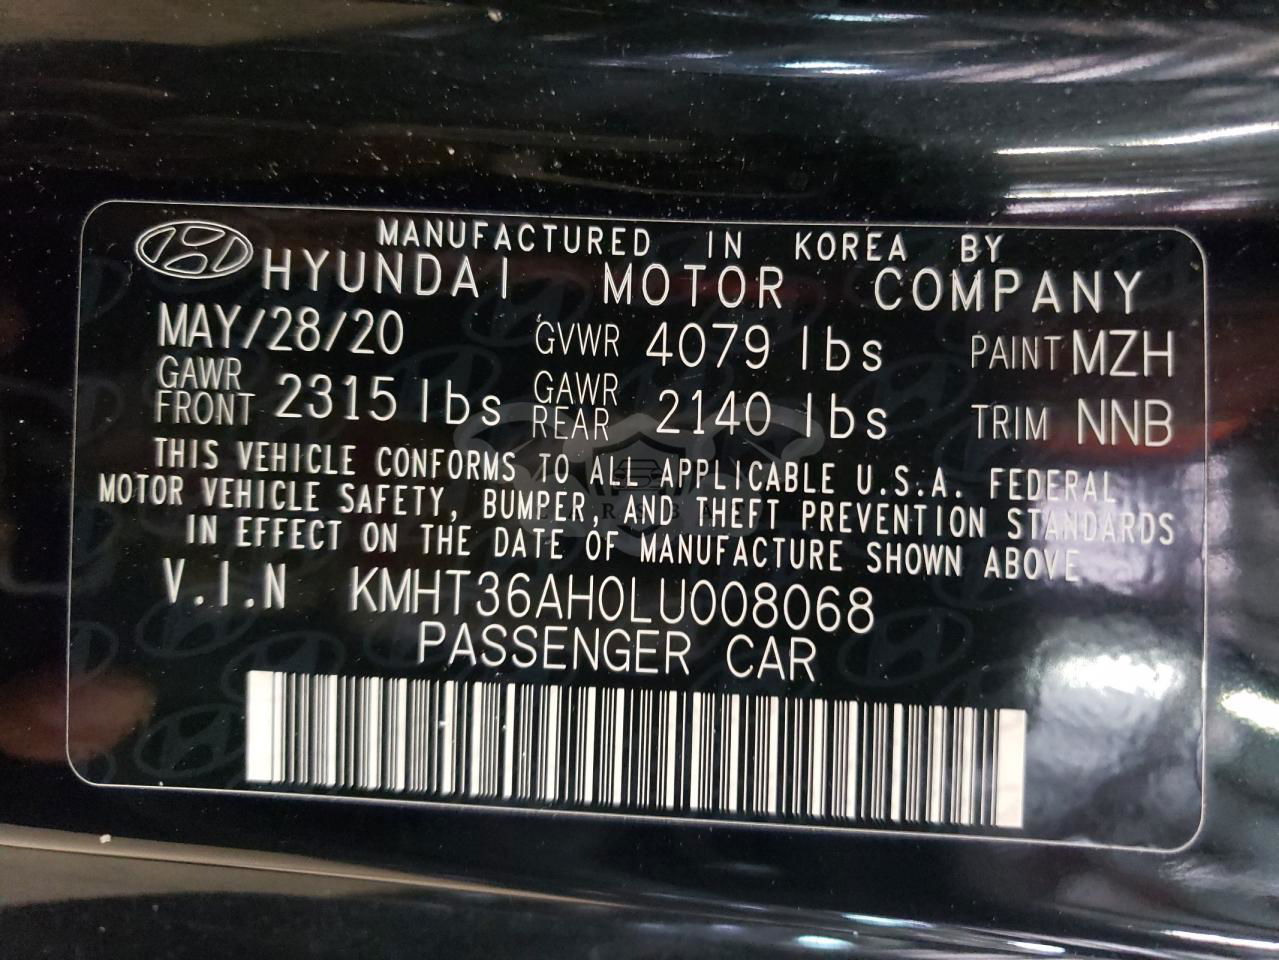 MANUFACTURED IN KOREA BY
HYUNDAI MOTOR COMPANY
MAY/28/20 GVWR 4079 lbs PAINT MZH
GAWR FRONT 2315 lbs GAWR REAR 2140 lbs TRIM NNB
THIS VEHICLE CONFORMS TO ALL APPLICABLE U.S.A. FEDERAL
MOTOR VEHICLE SAFETY, BUMPER, AND THEFT PREVENTION STANDARDS
IN EFFECT ON THE DATE OF MANUFACTURE SHOWN ABOVE
V.I.N KMHT36AH0LU008068
PASSENGER CAR